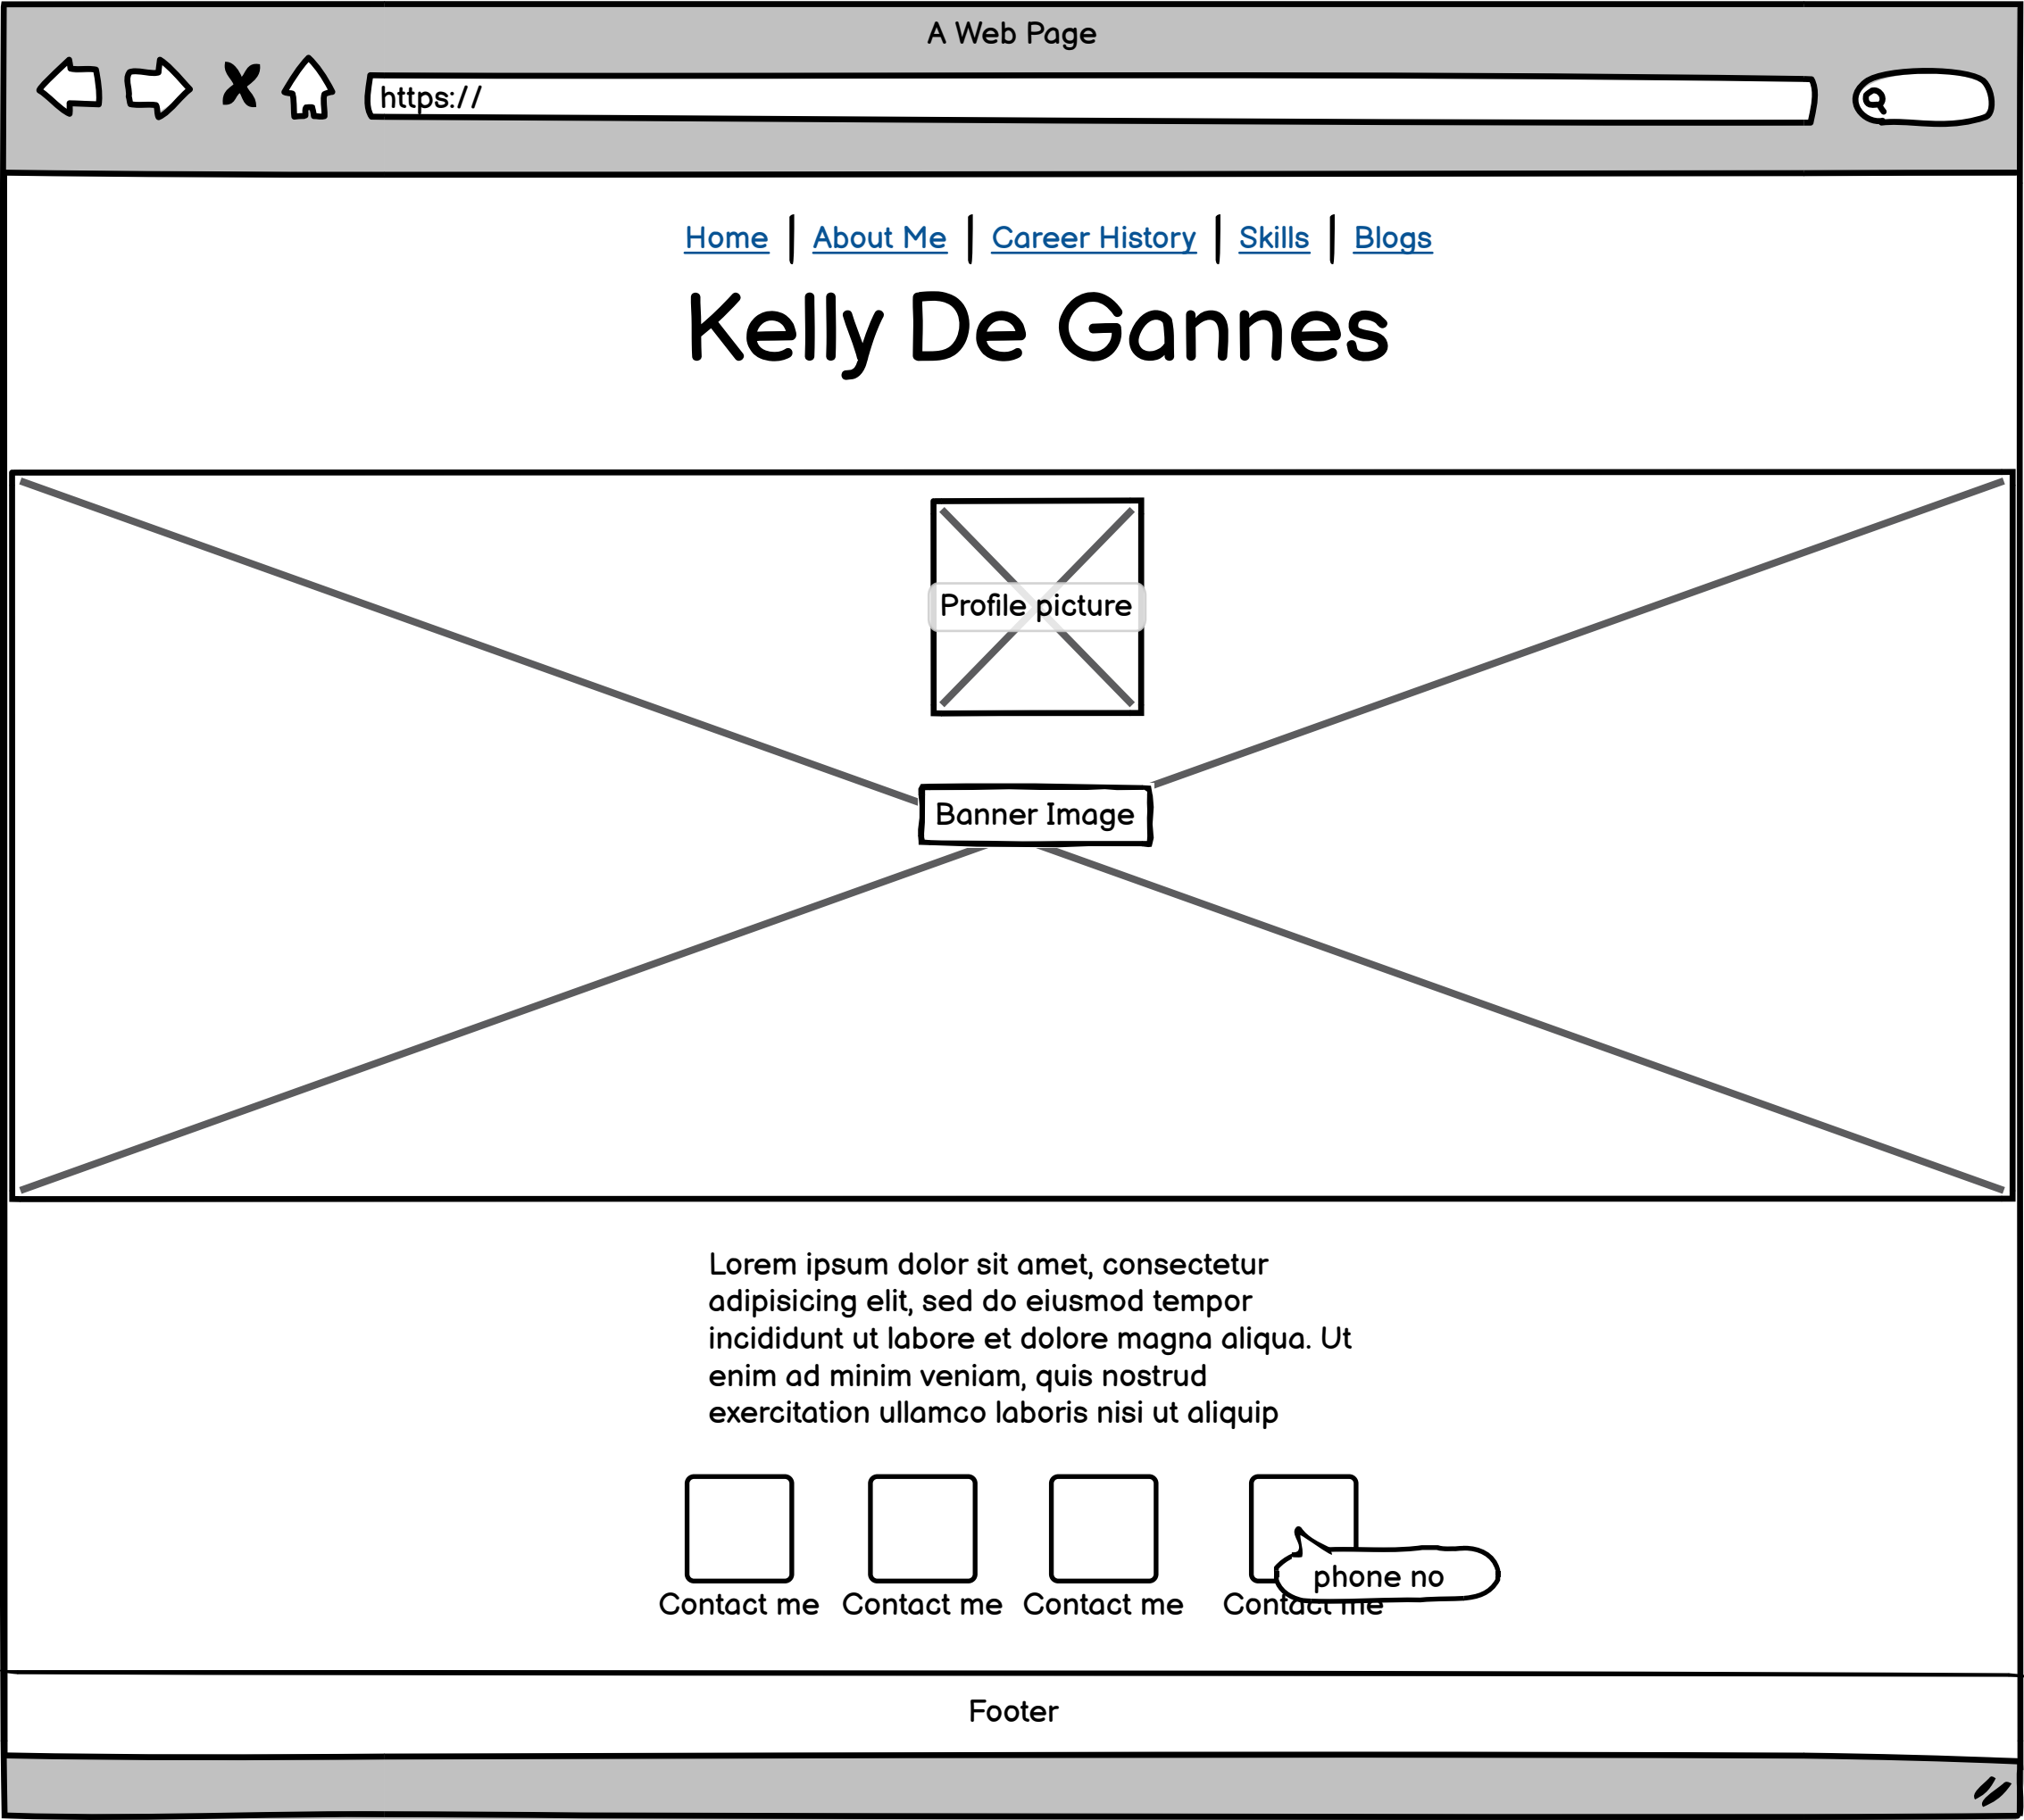 A Web Page
https://
Home | About Me | Career History | Skills | Blogs
Kelly De Gannes
Profile picture
Banner Image
Lorem ipsum dolor sit amet, consectetur
adipisicing elit, sed do eiusmod tempor
incididunt ut labore et dolore magna aliqua. Ut
enim ad minim veniam, quis nostrud
exercitation ullamco laboris nisi ut aliquip
phone no
Contact me Contact me Contact me Contact me
Footer